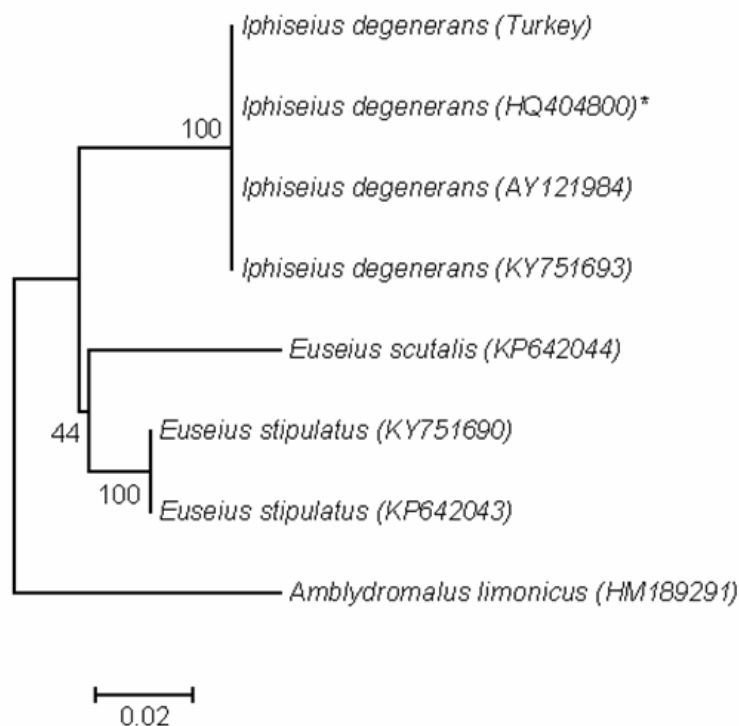 Iphiseius degenerans (Turkey)
Iphiseius degenerans (HQ404800)*
100
Iphiseius degenerans (AY121984)
Iphiseius degenerans (KY751693)
Euseius scutalis (KP642044)
44
Euseius stipulatus (KY751690)
100
Euseius stipulatus (KP642043)
Amblydromalus limonicus (HM189291)
0.02